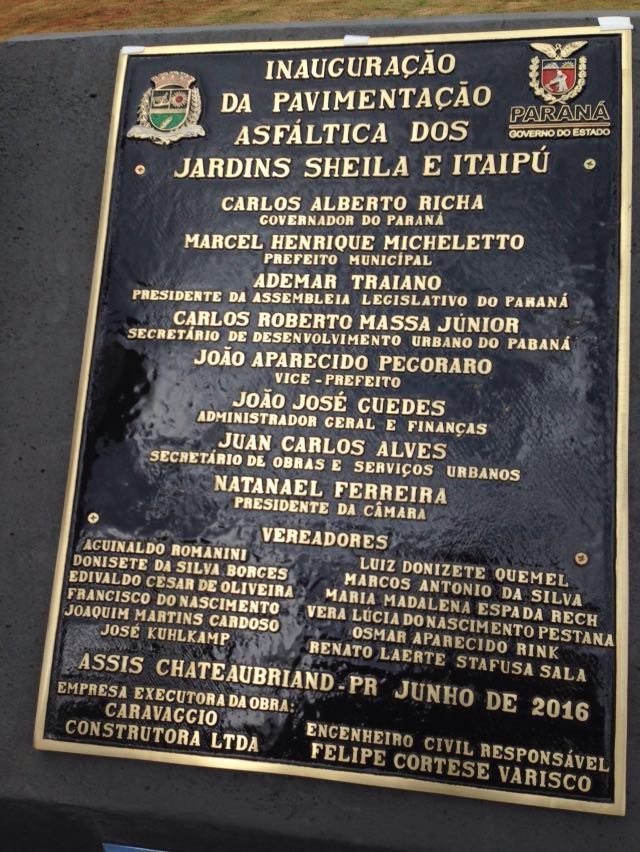 INAUGURAÇÃO
DA PAVIMENTAÇÃO
ASFÁLTICA DOS
JARDINS SHEILA E ITAIPÚ
PARANÁ
GOVERNO DO ESTADO
CARLOS ALBERTO RICHA
GOVERNADOR DO PARANÁ
MARCEL HENRIQUE MICHELETTO
PREFEITO MUNICÍPAL
ADEMAR TRAIANO
PRESIDENTE DA ASSEMBLEIA LEGISLATIVO DO PARANÁ
CARLOS ROBERTO MASSA JÚNIOR
SECRETÁRIO DE DESENVOLVIMENTO URBANO DO PARANÁ
JOÃO APARECIDO PEGORARO
VICE-PREFEITO
JOÃO JOSÉ GUEDES
ADMINISTRADOR GERAL E FINANÇAS
JUAN CARLOS ALVES
SECRETÁRIO DE OBRAS E SERVIÇOS URBANOS
NATANAEL FERREIRA
PRESIDENTE DA CÂMARA
VEREADORES
AGUINALDO ROMANINI
DONISETE DA SILVA BORGES
EDIVALDO CÉSAR DE OLIVEIRA
FRANCISCO DO NASCIMENTO
JOAQUIM MARTINS CARDOSO
JOSÉ KUHLKAMP
LUIZ DONIZETE QUEMEL
MARCOS ANTONIO DA SILVA
MARIA MADALENA ESPADA RECH
VERA LÚCIA DO NASCIMENTO PESTANA
OSMAR APARECIDO RINK
RENATO LAERTE STAFUSA SALA
ASSIS CHATEAUBRIAND-PR JUNHO DE 2016
EMPRESA EXECUTORA DA OBRA:
CARAVAGGIO
CONSTRUTORA LTDA
ENGENHEIRO CIVIL RESPONSÁVEL
FELIPE CORTESE VARISCO